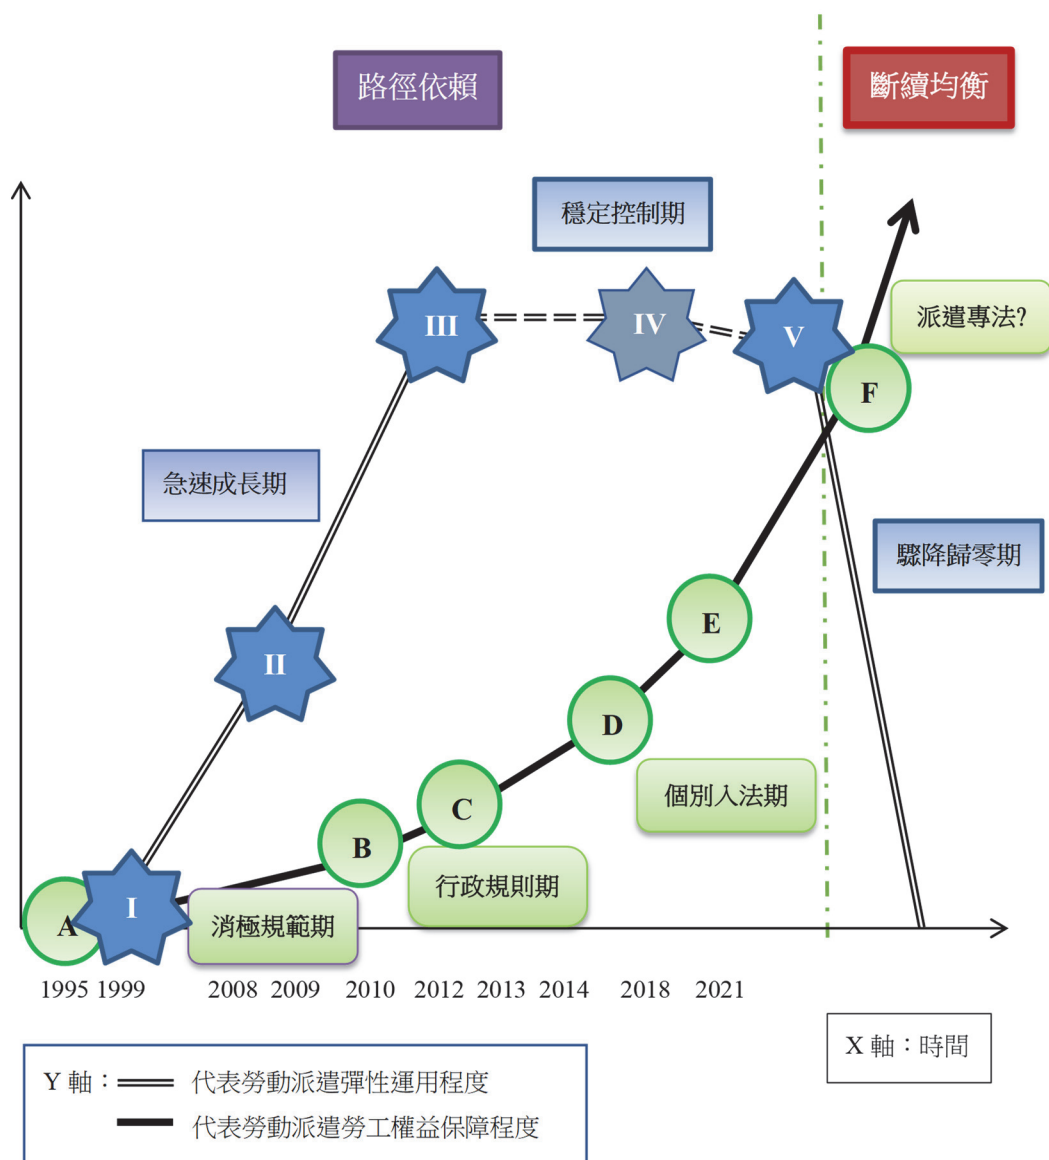 路徑依賴
斷續均衡
穩定控制期
III
IV
V
派遣專法?
F
急速成長期
驟降歸零期
II
E
D
個別入法期
C
B
行政規則期
A
I
消極規範期
1995 1999 2008 2009 2010 2012 2013 2014 2018 2021
X 軸：時間
Y 軸： 代表勞動派遣彈性運用程度
代表勞動派遣勞工權益保障程度